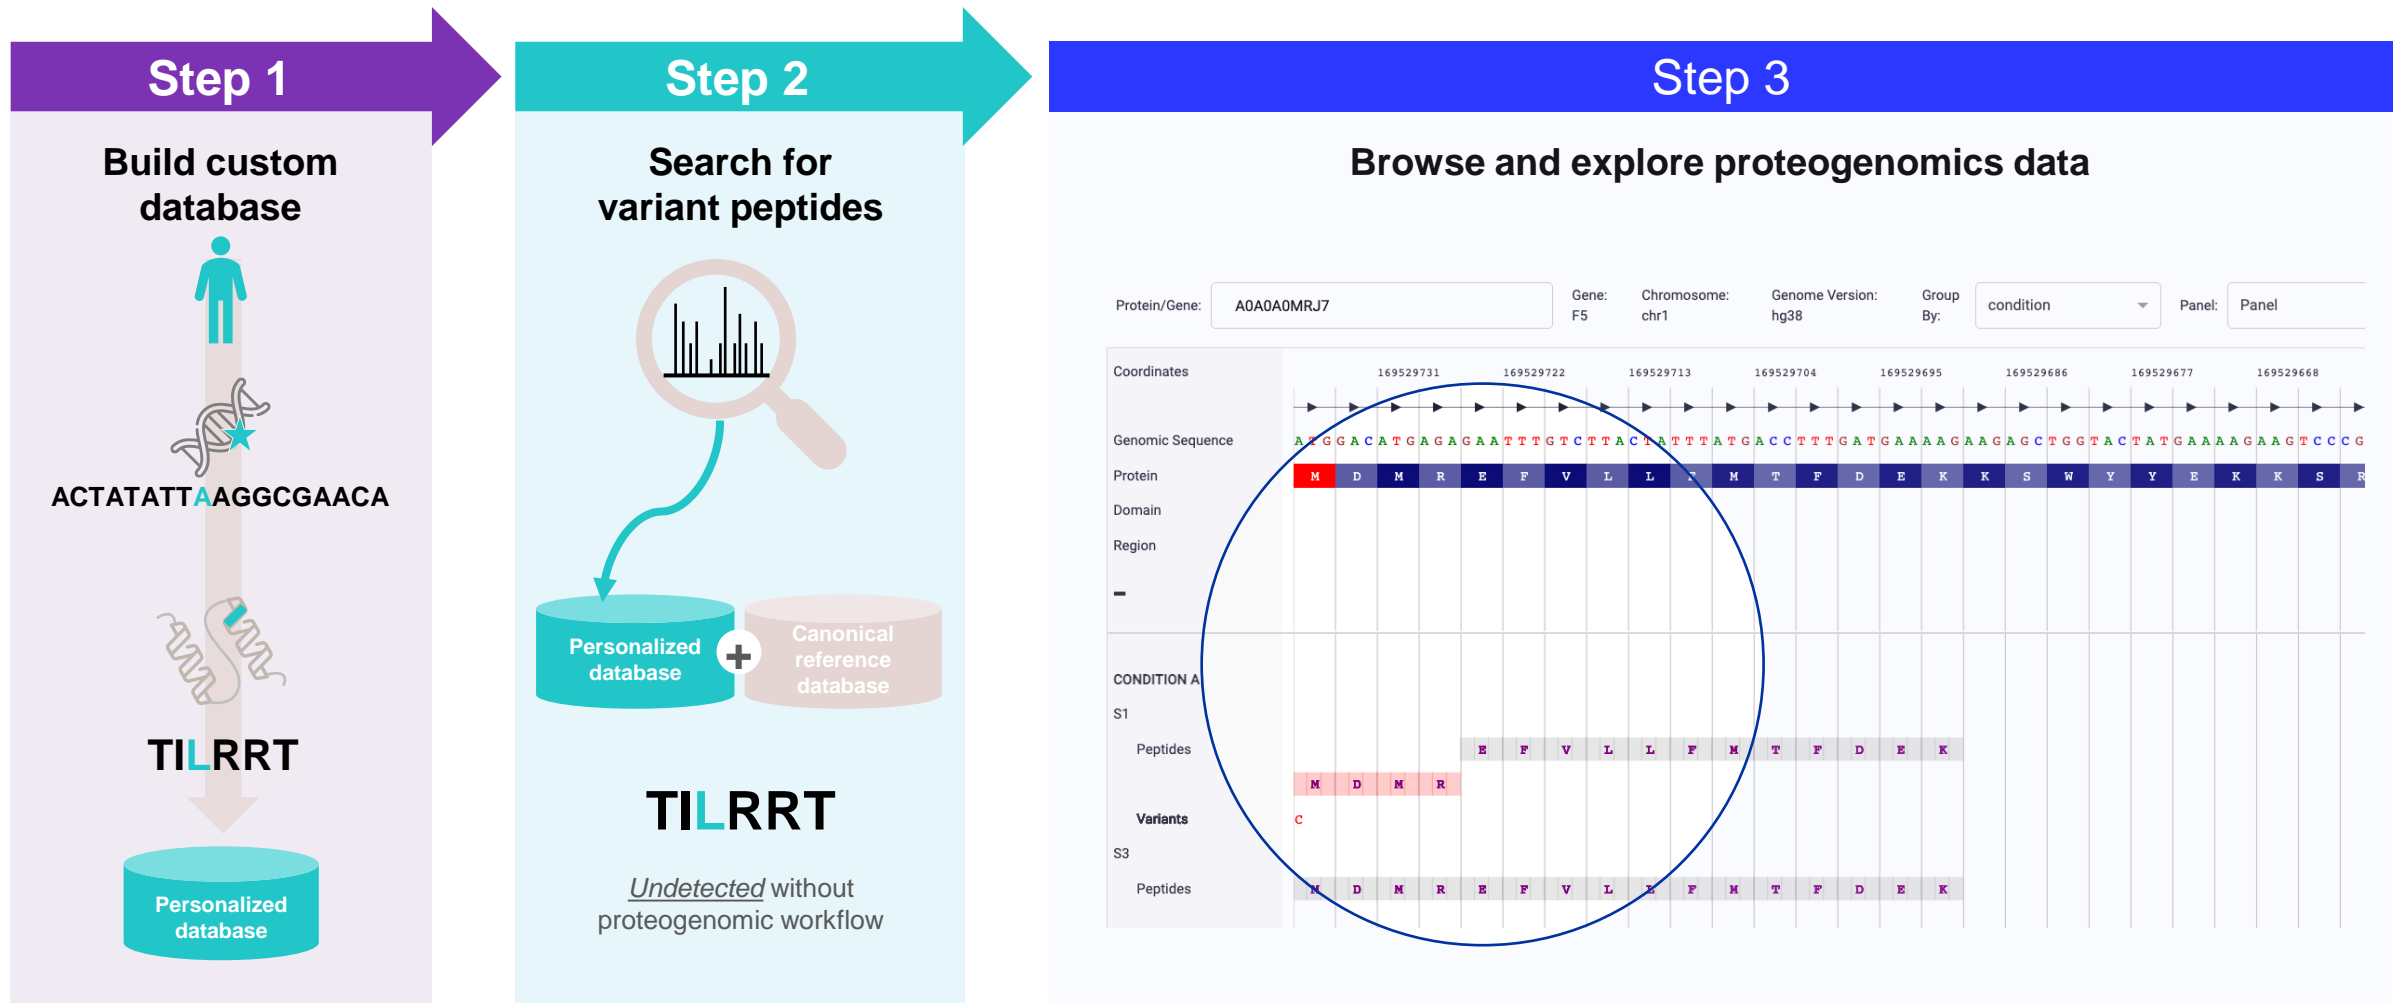 Step 1
Build custom
database
ACTATATTAAGGCGAACA
TILRRT
Personalized
database
Step 2
Search for
variant peptides
Personalized
database
+
Canonical
reference
database
TILRRT
Undetected without
proteogenomic workflow
Step 3
Browse and explore proteogenomics data
Protein/Gene: A0A0A0MRJ7 Gene: F5 Chromosome: chr1 Genome Version: hg38 Group By: condition Panel: Panel
Coordinates 169529731 169529722 169529713 169529704 169529695 169529686 169529677 169529668
Genomic Sequence ATGGACATGAGAGAATTTGTCTTACTATTTATGACCTTTGATGAAAAGAAGAGCTGGTACTATGAAAAGAAGTCCCG
Protein M D M R E F V L L F M T F D E K K S W Y Y E K K S R
Domain
Region
CONDITION A
S1
Peptides E F V L L F M T F D E K
M D M R
Variants C
S3
Peptides M D M R E F V L L F M T F D E K